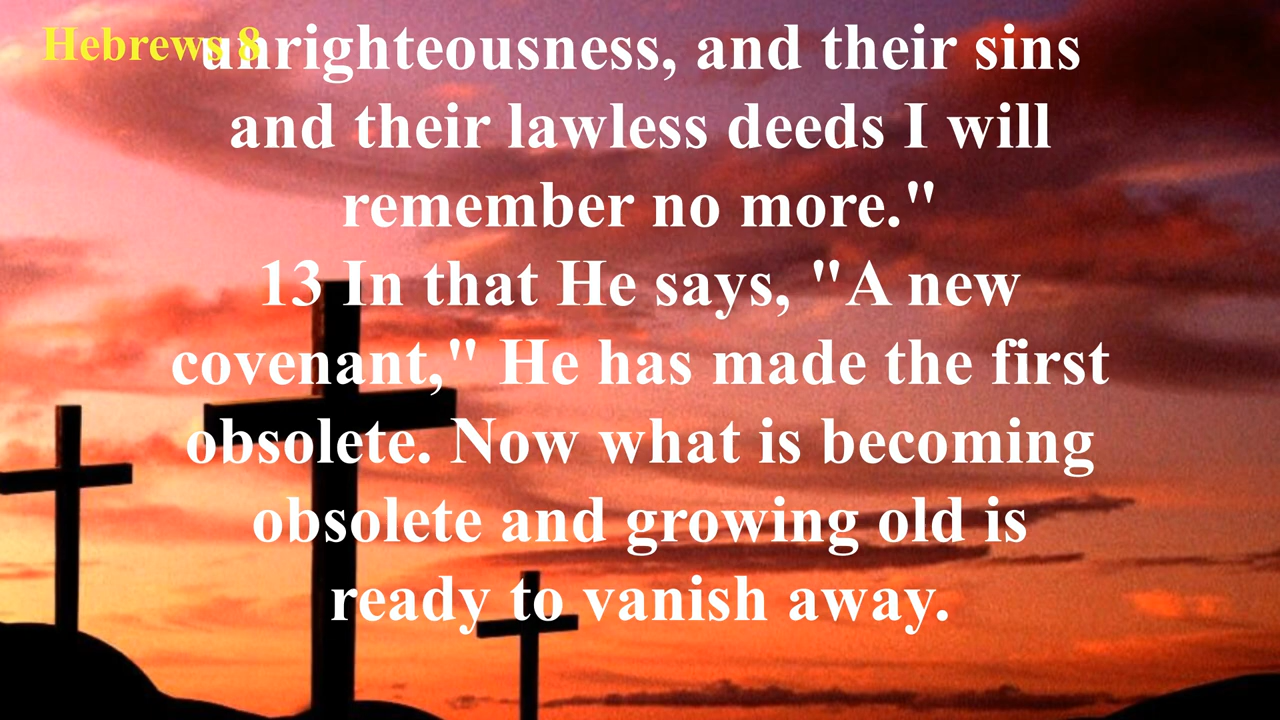 Hebrews 8
unrighteousness, and their sins
and their lawless deeds I will
remember no more."
13 In that He says, "A new
covenant," He has made the first
obsolete. Now what is becoming
obsolete and growing old is
ready to vanish away.